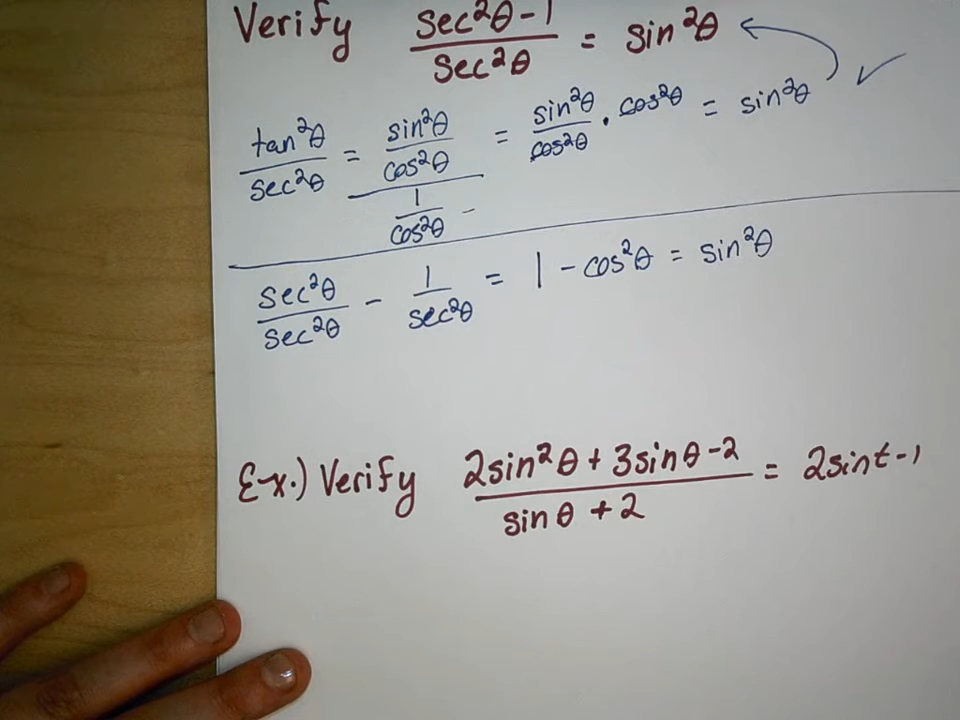 Verify (sec²θ-1)/(sec²θ) = sin²θ
(tan²θ)/(sec²θ) = (sin²θ/cos²θ)/(1/cos²θ) = (sin²θ)/(cos²θ) · cos²θ = sin²θ ✓
(sec²θ)/(sec²θ) - 1/(sec²θ) = 1 - cos²θ = sin²θ
Ex.) Verify (2sin²θ + 3sinθ - 2)/(sinθ + 2) = 2sint - 1